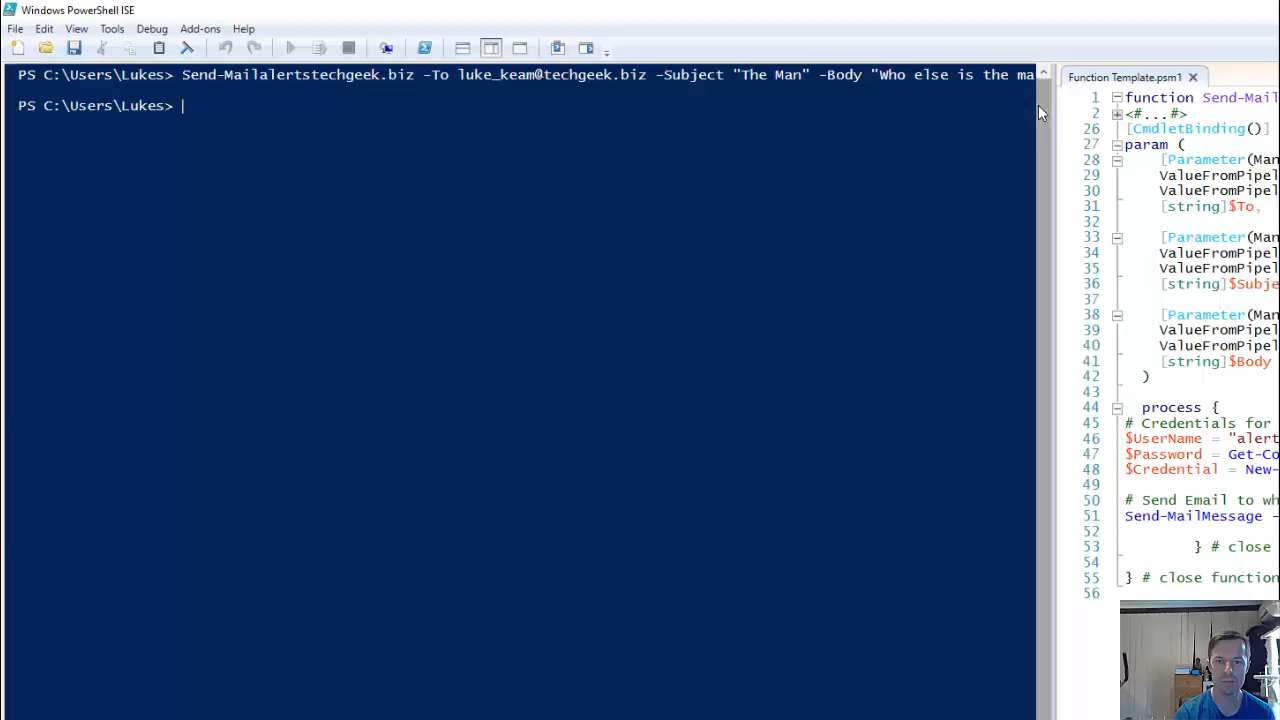 Windows PowerShell ISE
File Edit View Tools Debug Add-ons Help
PS C:\Users\Lukes> Send-Mailalertstechgeek.biz -To luke_keam@techgeek.biz -Subject "The Man" -Body "Who else is the ma
PS C:\Users\Lukes>
Function Template.psm1
1 function Send-Mail
2 <#...#>
26 [CmdletBinding()]
27 param (
28 [Parameter(Man
29 ValueFromPipel
30 ValueFromPipel
31 [string]$To,
32
33 [Parameter(Man
34 ValueFromPipel
35 ValueFromPipel
36 [string]$Subje
37
38 [Parameter(Man
39 ValueFromPipel
40 ValueFromPipel
41 [string]$Body
42 )
43
44 process {
45 # Credentials for
46 $UserName = "alert
47 $Password = Get-Co
48 $Credential = New-
49
50 # Send Email to wh
51 Send-MailMessage -
52
53 } # close
54
55 } # close function
56